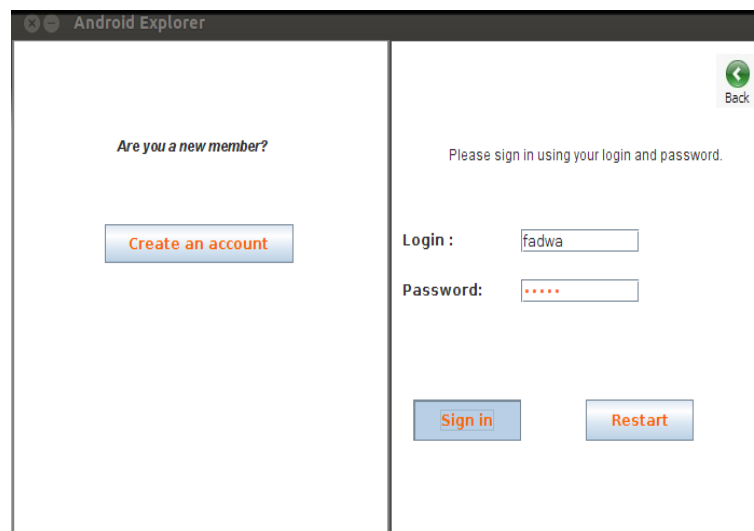 Android Explorer
Are you a new member?
Create an account
Back
Please sign in using your login and password.
Login :
fadwa
Password:
•••••
Sign in
Restart